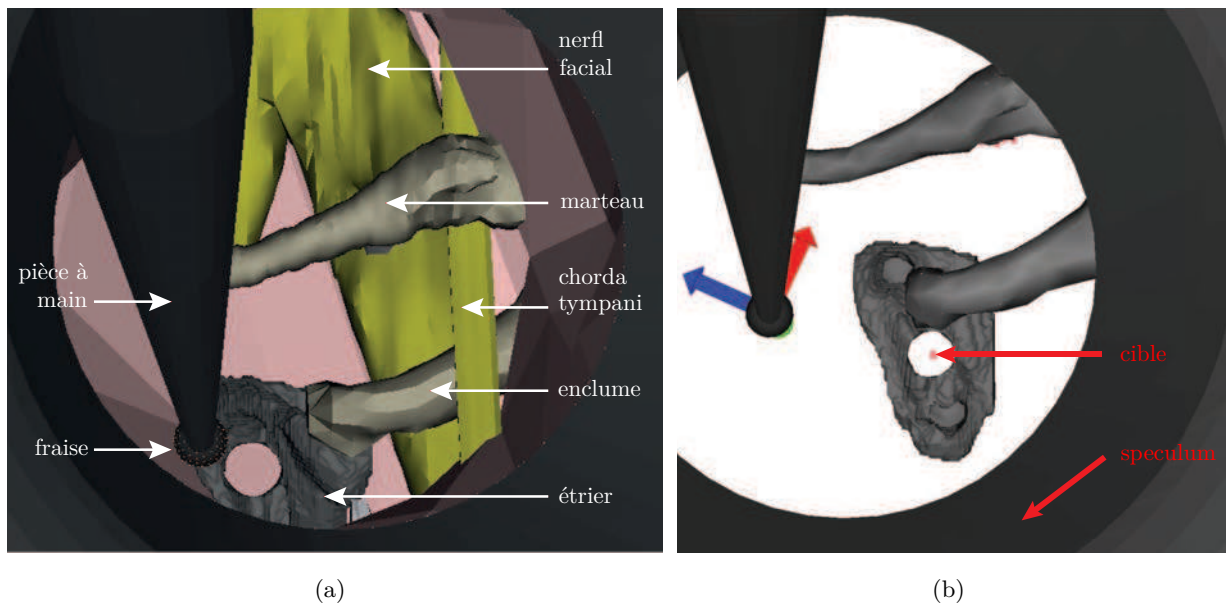 nerfl
facial
marteau
pièce à
main
chorda
tympani
enclume
fraise
étrier
cible
speculum
(a)
(b)